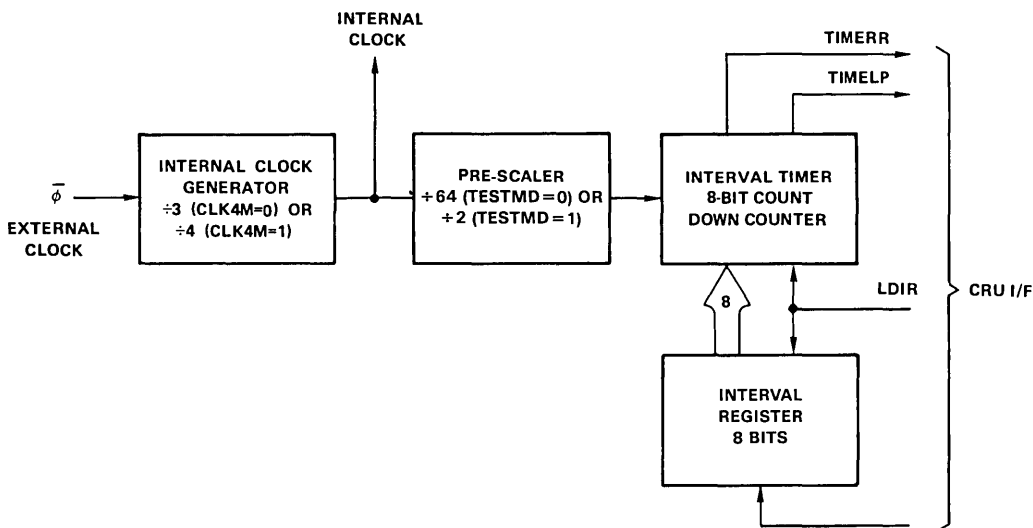 INTERNAL
CLOCK
TIMERR
TIMELP
INTERNAL CLOCK
GENERATOR
÷3 (CLK4M=0) OR
÷4 (CLK4M=1)
PRE-SCALER
÷64 (TESTMD=0) OR
÷2 (TESTMD=1)
INTERVAL TIMER
8-BIT COUNT
DOWN COUNTER
φ̅
EXTERNAL
CLOCK
LDIR
CRU I/F
8
INTERVAL
REGISTER
8 BITS